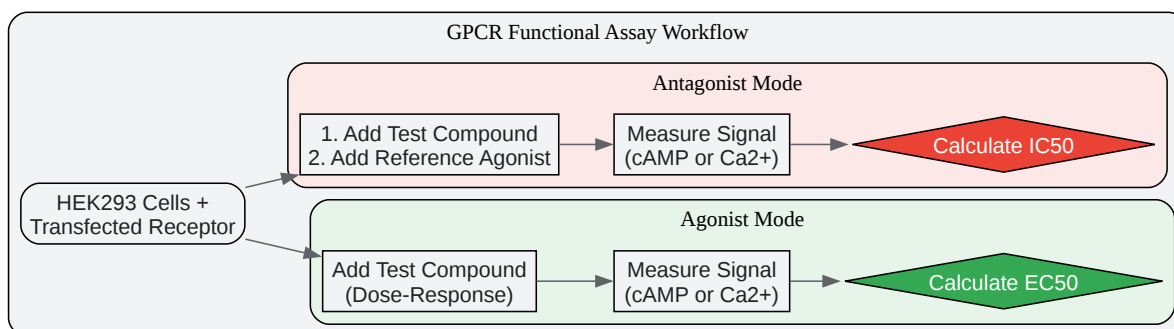 GPCR Functional Assay Workflow
Antagonist Mode
1. Add Test Compound
2. Add Reference Agonist
Measure Signal
(cAMP or Ca2+)
Calculate IC50
HEK293 Cells +
Transfected Receptor
Agonist Mode
Add Test Compound
(Dose-Response)
Measure Signal
(cAMP or Ca2+)
Calculate EC50